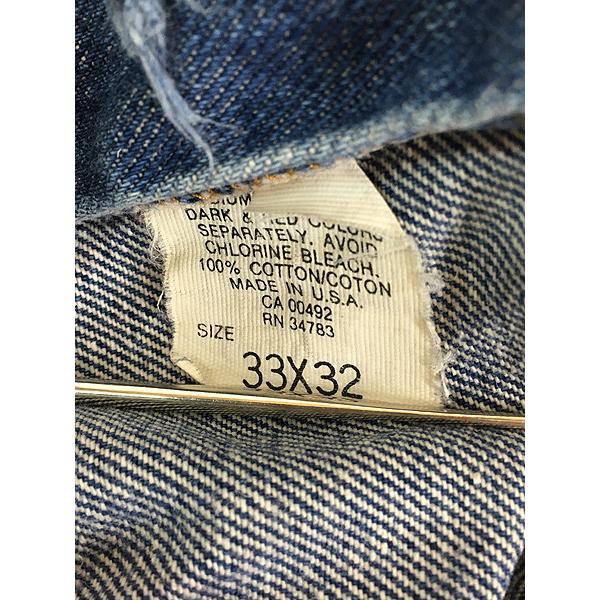 DARK & RED COLORS
SEPARATELY. AVOID
CHLORINE BLEACH.
100% COTTON/COTON
MADE IN U.S.A.
CA 00492
RN 34783
SIZE
33X32